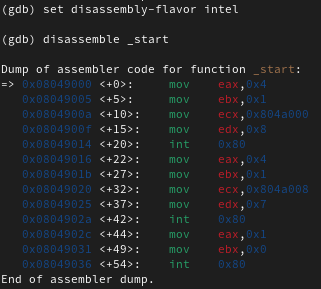 (gdb) set disassembly-flavor intel
(gdb) disassemble _start
Dump of assembler code for function _start:
=> 0x08049000 <+0>: mov eax,0x4
0x08049005 <+5>: mov ebx,0x1
0x0804900a <+10>: mov ecx,0x804a000
0x0804900f <+15>: mov edx,0x8
0x08049014 <+20>: int 0x80
0x08049016 <+22>: mov eax,0x4
0x0804901b <+27>: mov ebx,0x1
0x08049020 <+32>: mov ecx,0x804a008
0x08049025 <+37>: mov edx,0x7
0x0804902a <+42>: int 0x80
0x0804902c <+44>: mov eax,0x1
0x08049031 <+49>: mov ebx,0x0
0x08049036 <+54>: int 0x80
End of assembler dump.